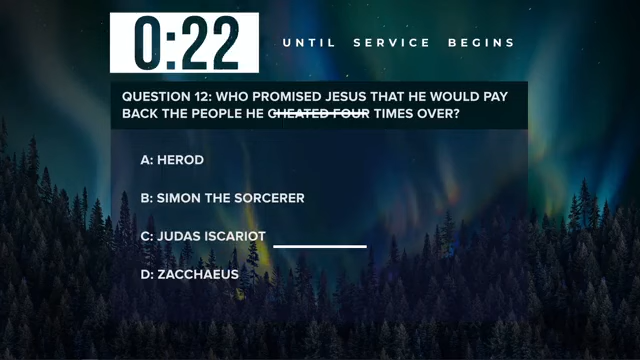 0:22 UNTIL SERVICE BEGINS
QUESTION 12: WHO PROMISED JESUS THAT HE WOULD PAY
BACK THE PEOPLE HE CHEATED FOUR TIMES OVER?
A: HEROD
B: SIMON THE SORCERER
C: JUDAS ISCARIOT
D: ZACCHAEUS